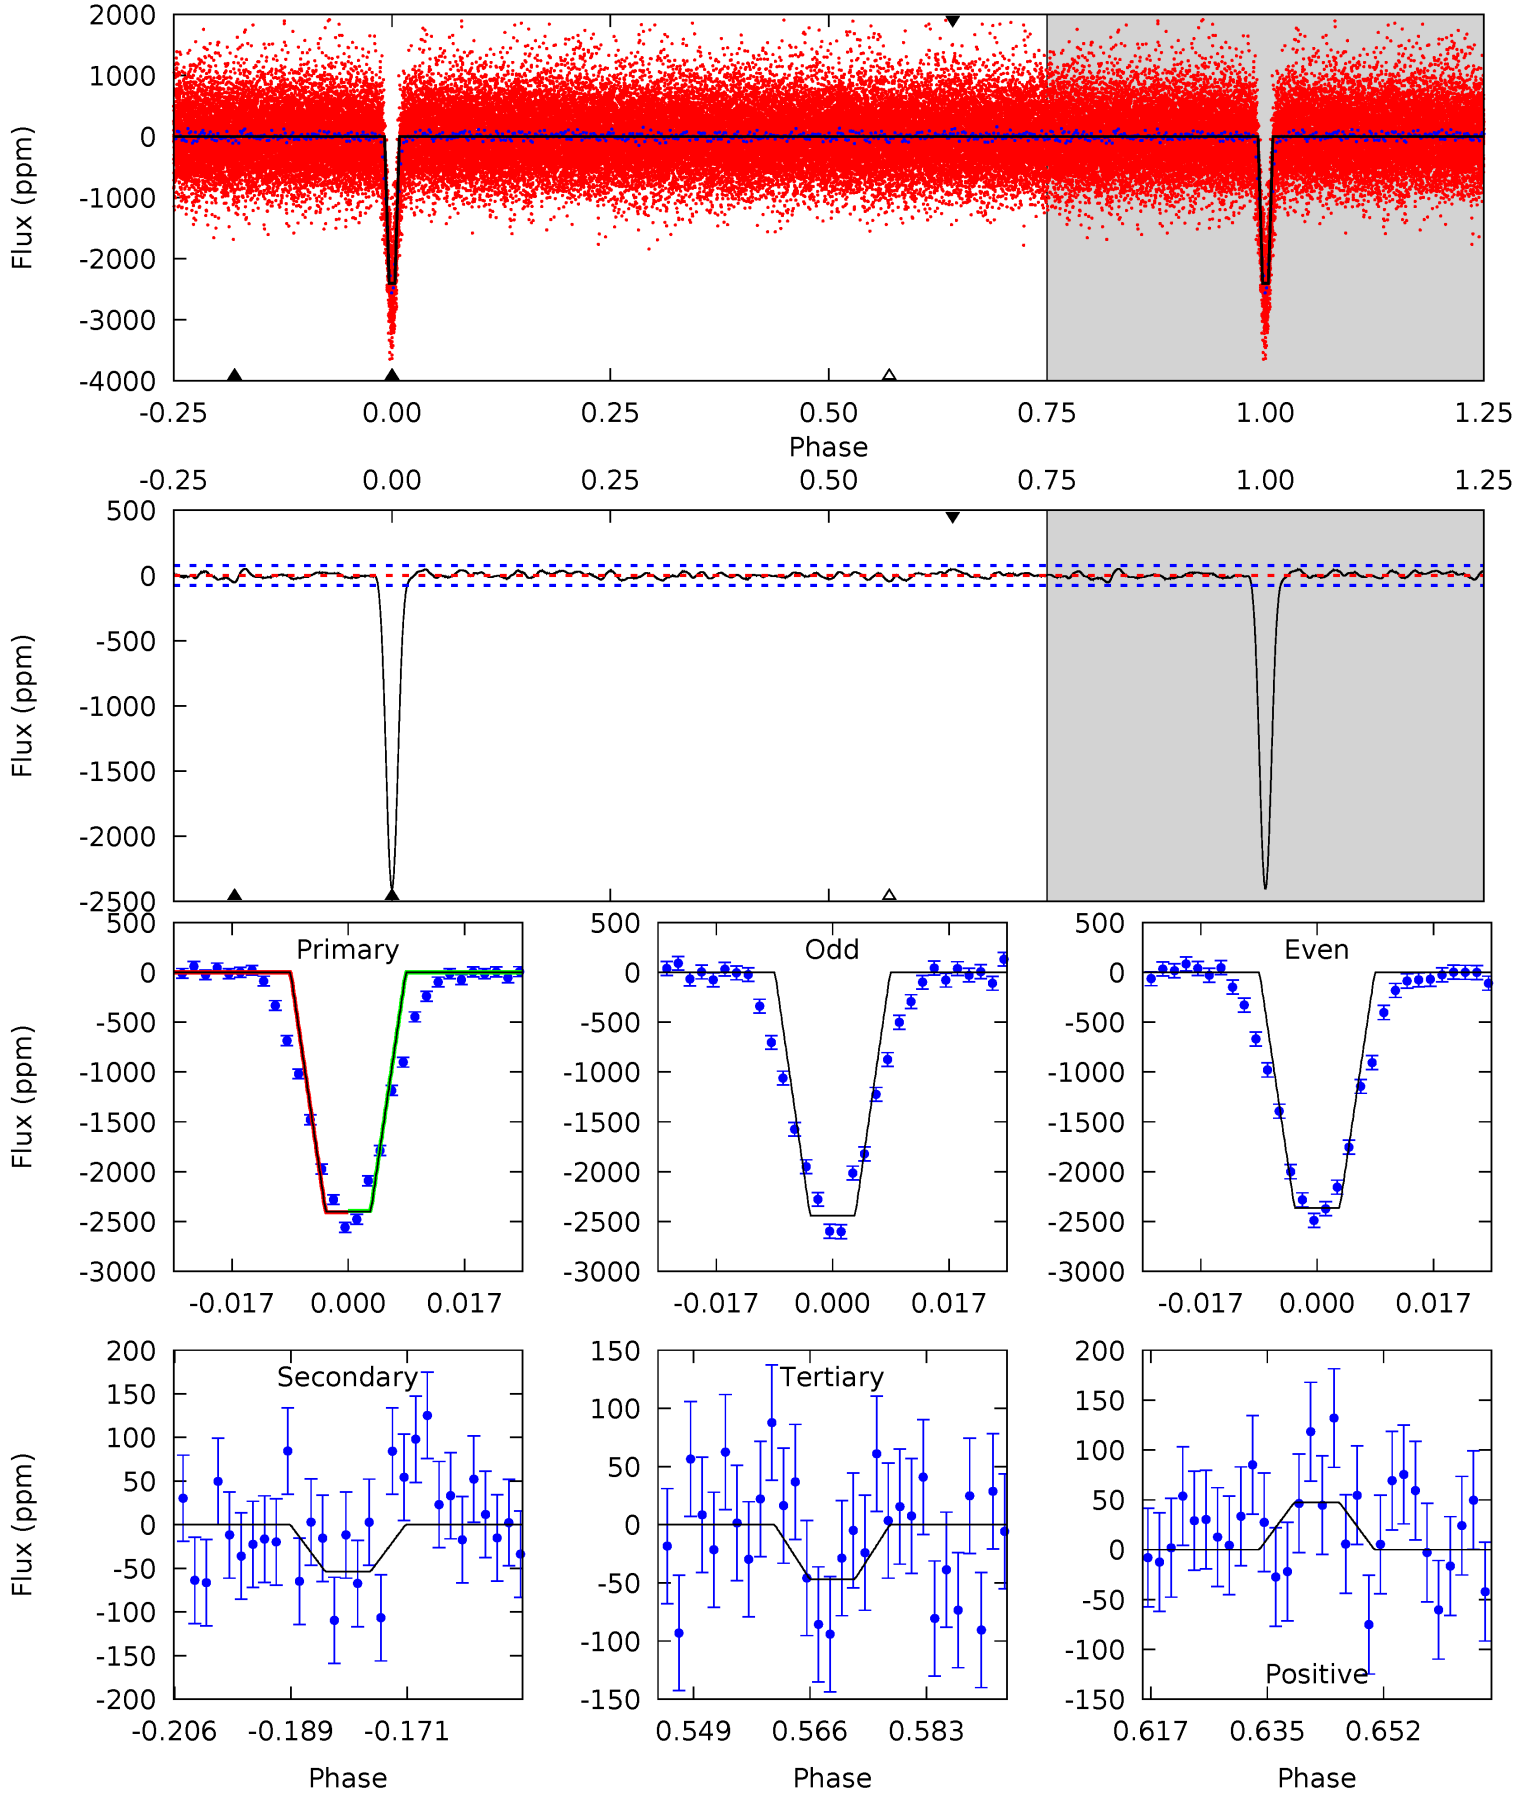 2000
1000
0
-1000
-2000
-3000
-4000
Flux (ppm)
-0.25 0.00 0.25 0.50 0.75 1.00 1.25
Phase
-0.25 0.00 0.25 0.50 0.75 1.00 1.25
500
0
-500
-1000
-1500
-2000
-2500
Flux (ppm)
Primary Odd Even
500 500 500
0 0 0
-500 -500 -500
-1000 -1000 -1000
-1500 -1500 -1500
-2000 -2000 -2000
-2500 -2500 -2500
-3000 -3000 -3000
Flux (ppm)
-0.017 0.000 0.017 -0.017 0.000 0.017 -0.017 0.000 0.017
Secondary Tertiary Positive
200 150 200
150 100 150
100 50 100
50 0 50
0 -50 0
-50 -100 -50
-100 -150 -100
-150 -150
-200
Flux (ppm)
-0.206 -0.189 -0.171 0.549 0.566 0.583 0.617 0.635 0.652
Phase Phase Phase